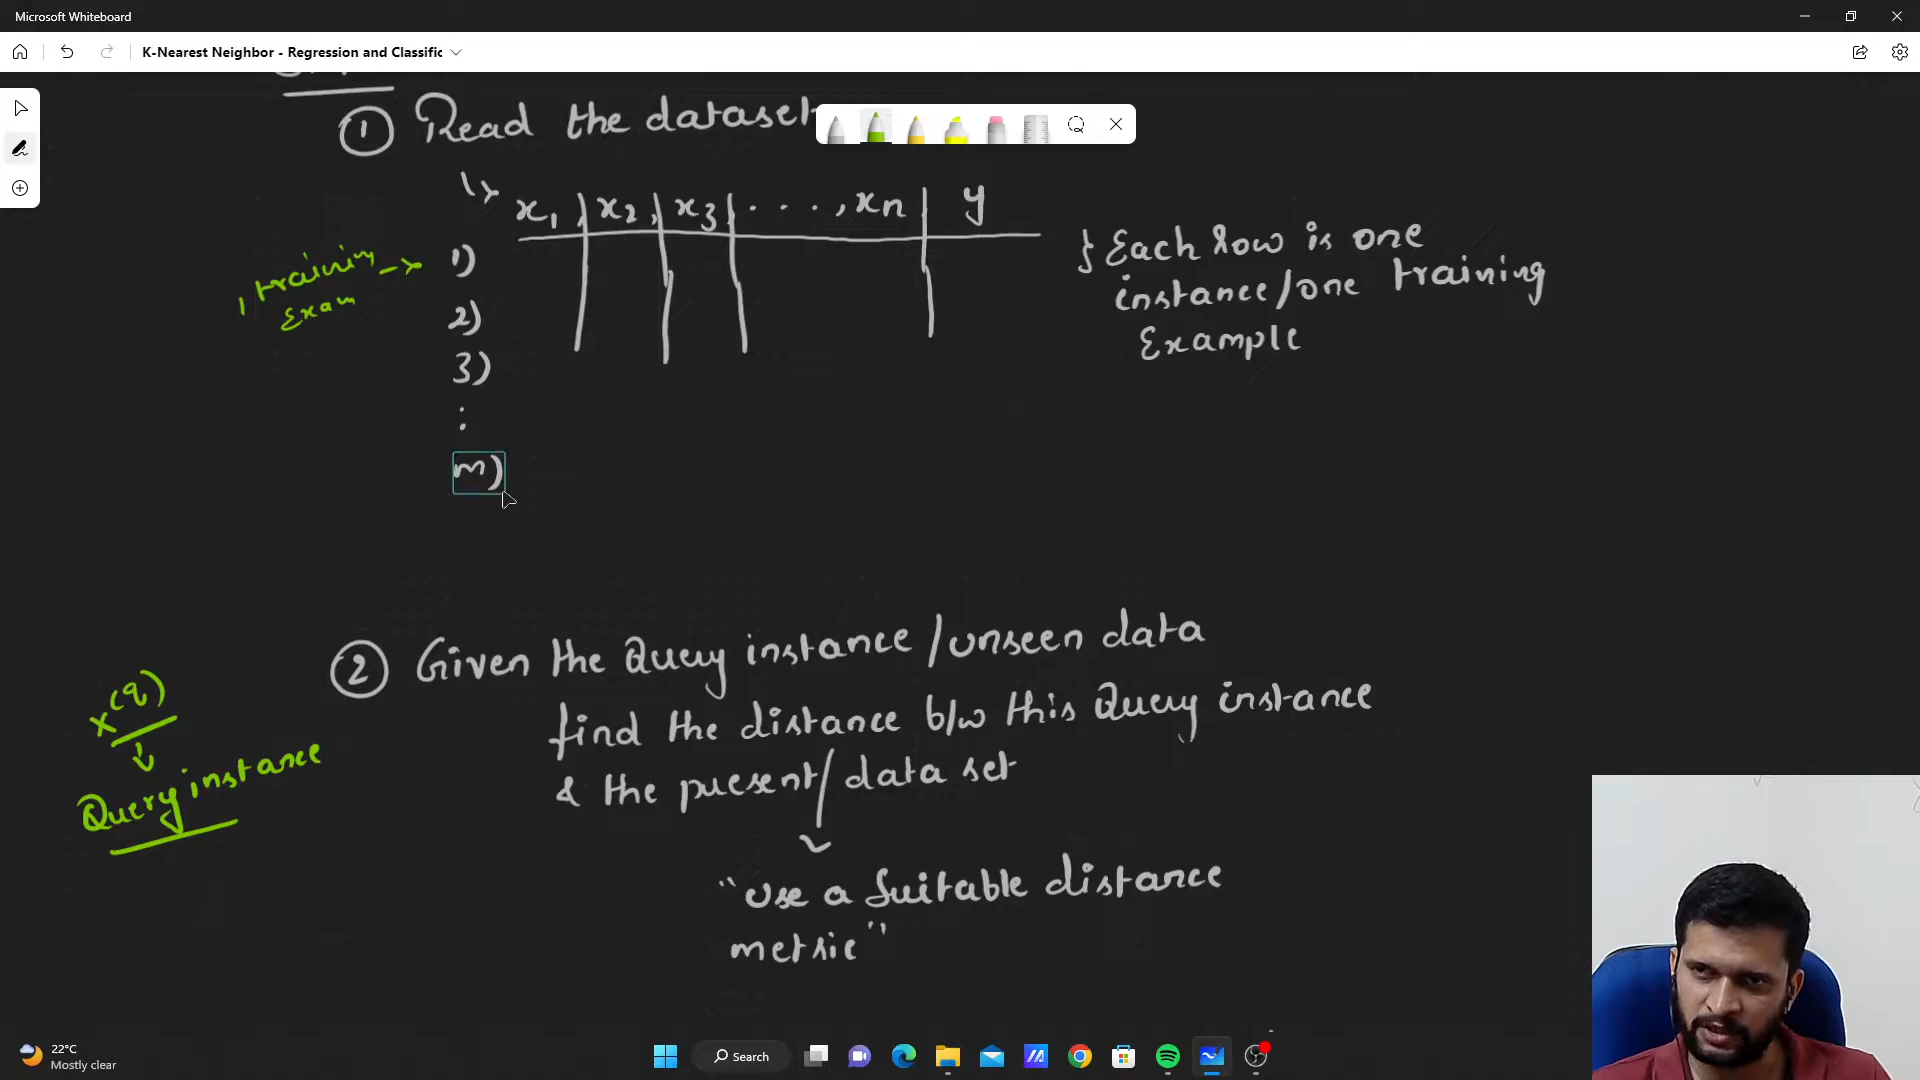 Microsoft Whiteboard
K-Nearest Neighbor - Regression and Classific
① Read the dataset
x1 | x2, | x3 | . . . . , xn | y
1)
2)
3)
:
m)
1 training
Exam
} Each row is one
instance/one training
Example
② Given the Query instance/unseen data
find the distance b/w this Query instance
& the present/data set
"use a suitable distance
metric"
x(q)
Query instance
22°C
Mostly clear
Search